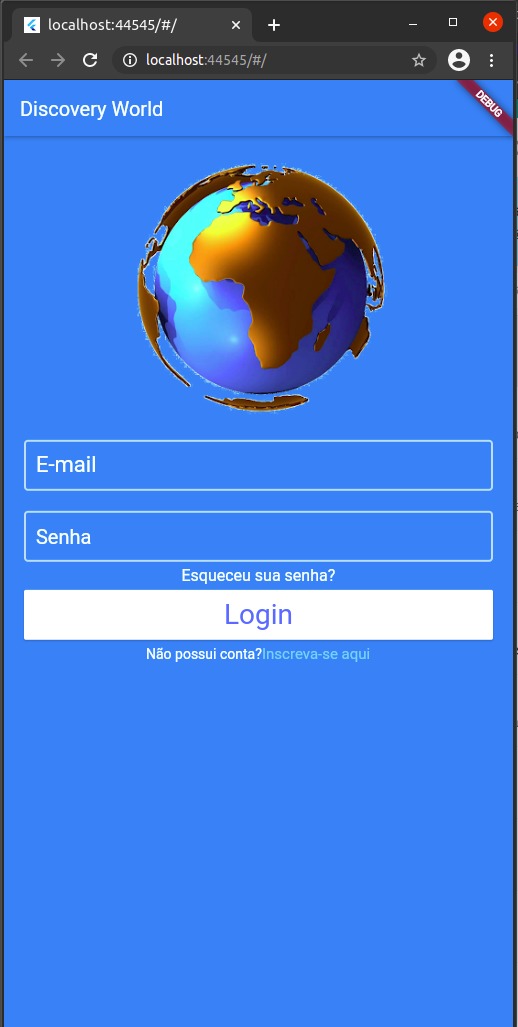 localhost:44545/#/
localhost:44545/#/
Discovery World
DEBUG
E-mail
Senha
Esqueceu sua senha?
Login
Não possui conta?Inscreva-se aqui